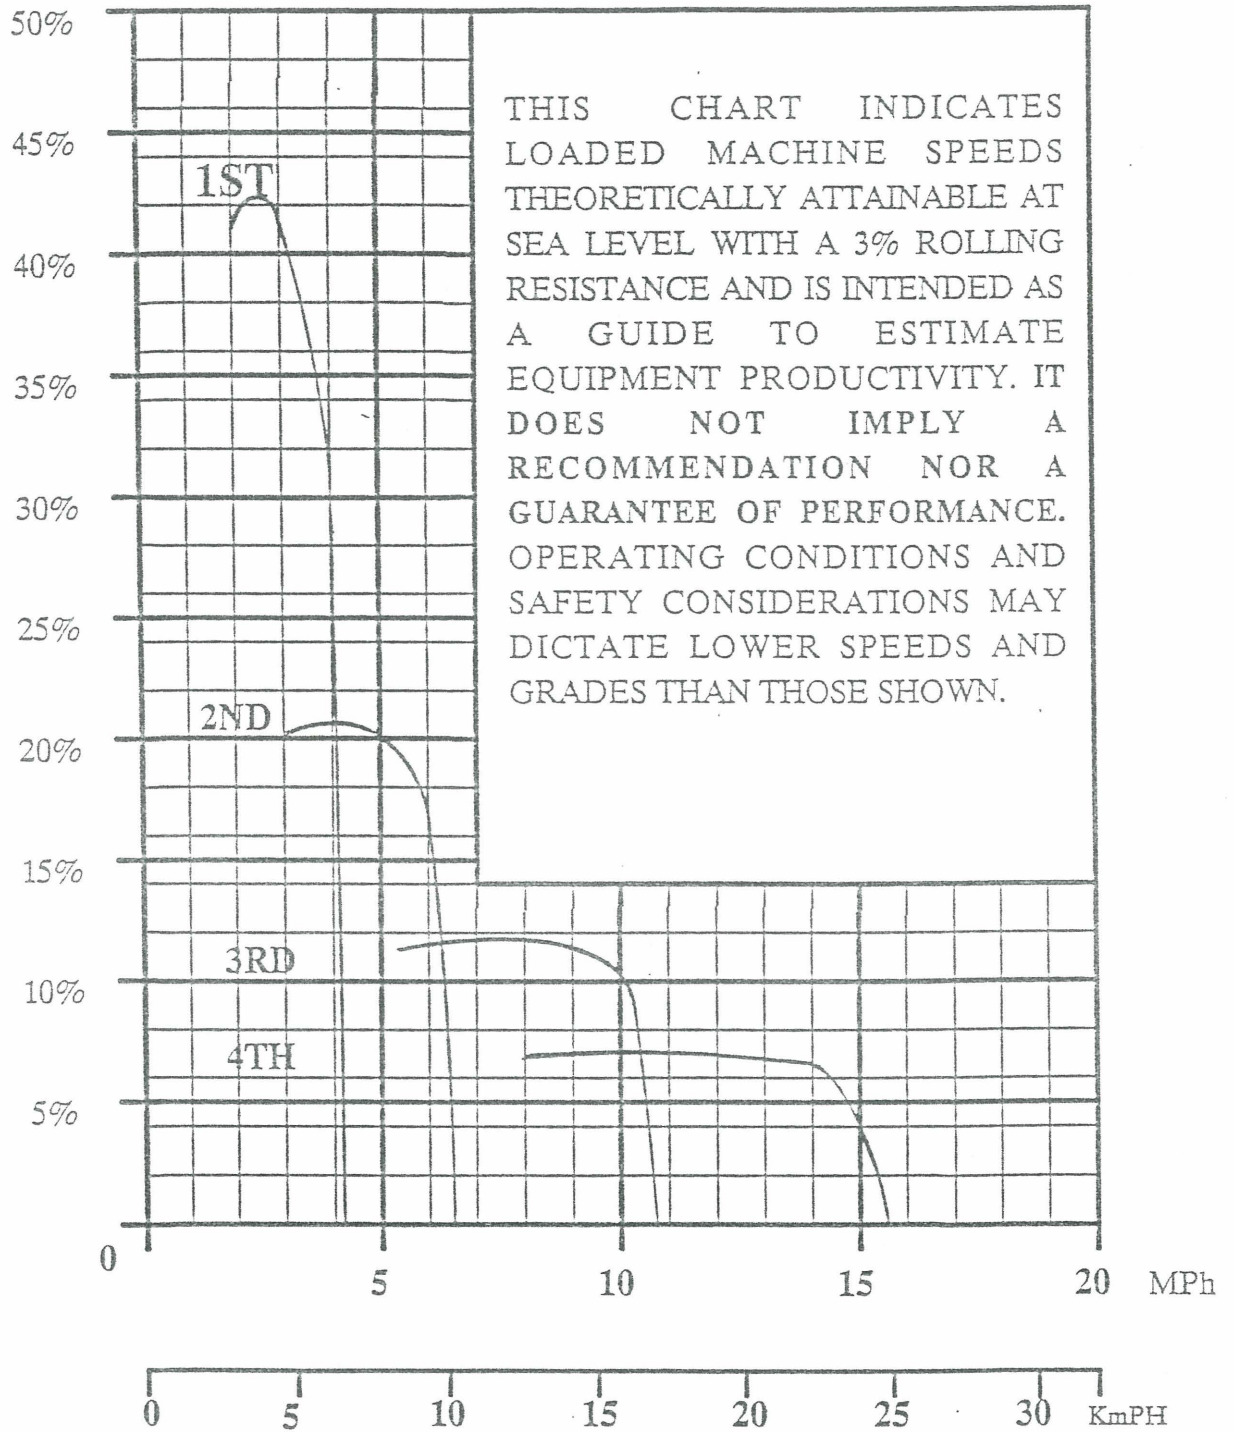 50%
THIS CHART INDICATES
LOADED MACHINE SPEEDS
THEORETICALLY ATTAINABLE AT
SEA LEVEL WITH A 3% ROLLING
RESISTANCE AND IS INTENDED AS
A GUIDE TO ESTIMATE
EQUIPMENT PRODUCTIVITY. IT
DOES NOT IMPLY A
RECOMMENDATION NOR A
GUARANTEE OF PERFORMANCE.
OPERATING CONDITIONS AND
SAFETY CONSIDERATIONS MAY
DICTATE LOWER SPEEDS AND
GRADES THAN THOSE SHOWN.
45%
1ST
40%
35%
30%
25%
2ND
20%
15%
3RD
10%
4TH
5%
0
5 10 15 20 MPh
0 5 10 15 20 25 30 KmPH